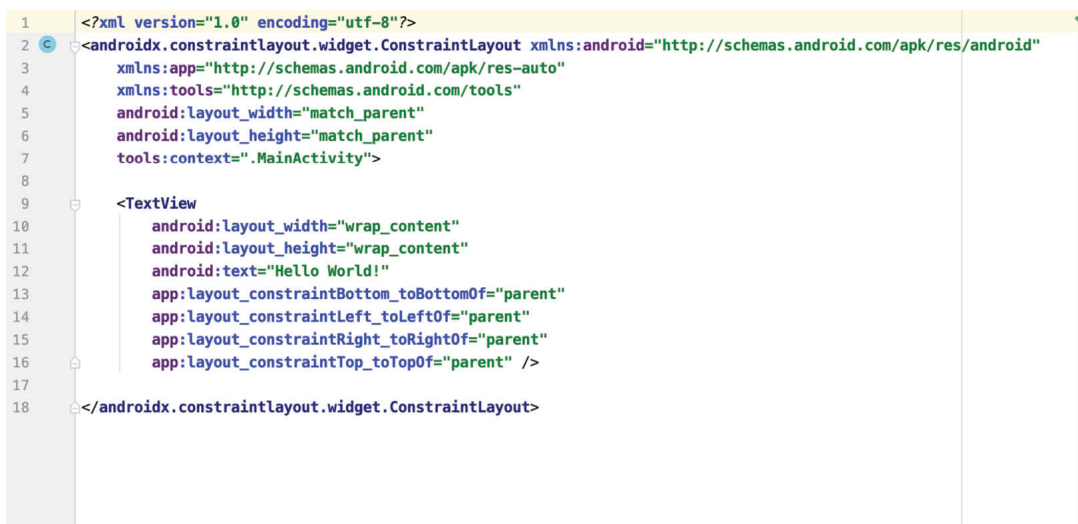 1 <?xml version="1.0" encoding="utf-8"?>
2 C <androidx.constraintlayout.widget.ConstraintLayout xmlns:android="http://schemas.android.com/apk/res/android"
3 xmlns:app="http://schemas.android.com/apk/res-auto"
4 xmlns:tools="http://schemas.android.com/tools"
5 android:layout_width="match_parent"
6 android:layout_height="match_parent"
7 tools:context=".MainActivity">
8
9 <TextView
10 android:layout_width="wrap_content"
11 android:layout_height="wrap_content"
12 android:text="Hello World!"
13 app:layout_constraintBottom_toBottomOf="parent"
14 app:layout_constraintLeft_toLeftOf="parent"
15 app:layout_constraintRight_toRightOf="parent"
16 app:layout_constraintTop_toTopOf="parent" />
17
18 </androidx.constraintlayout.widget.ConstraintLayout>